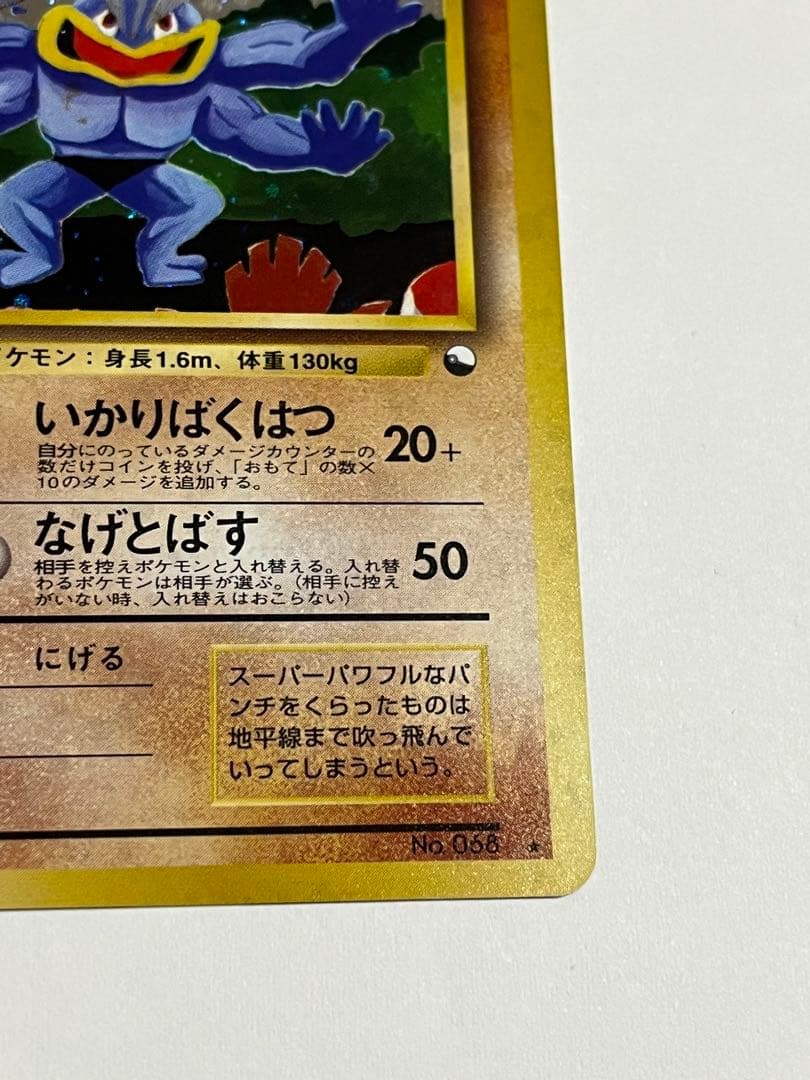 ケモン：身長1.6m、体重130kg
いかりばくはつ
自分にのっているダメージカウンターの
数だけコインを投げ、「おもて」の数×
10のダメージを追加する。
20+
なげとばす
相手を控えポケモンと入れ替える。入れ替
わるポケモンは相手が選ぶ。(相手に控え
がいない時、入れ替えはおこらない)
50
にげる
スーパーパワフルなパ
ンチをくらったものは
地平線まで吹っ飛んで
いってしまうという。
No. 068 ★